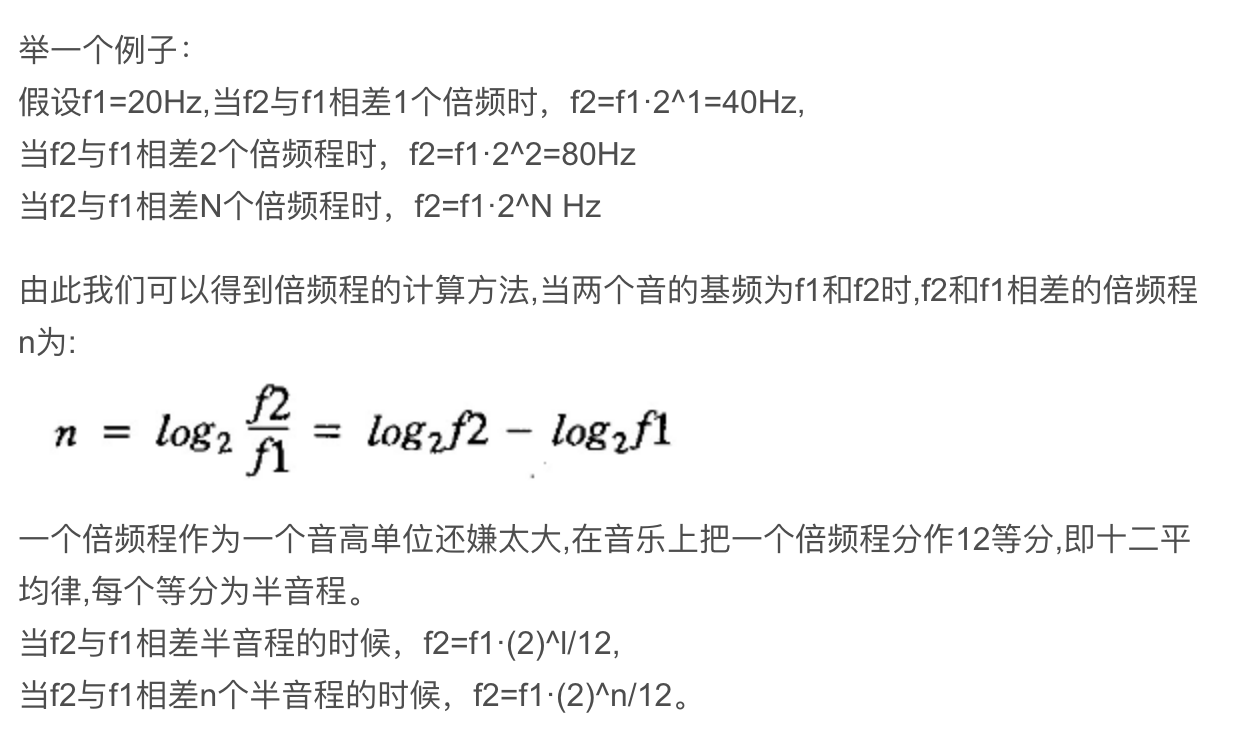 举一个例子：
假设f1=20Hz,当f2与f1相差1个倍频时，f2=f1·2^1=40Hz,
当f2与f1相差2个倍频程时，f2=f1·2^2=80Hz
当f2与f1相差N个倍频程时，f2=f1·2^N Hz
由此我们可以得到倍频程的计算方法,当两个音的基频为f1和f2时,f2和f1相差的倍频程
n为:
n = log₂ f2/f1 = log₂f2 − log₂f1
一个倍频程作为一个音高单位还嫌太大,在音乐上把一个倍频程分作12等分,即十二平
均律,每个等分为半音程。
当f2与f1相差半音程的时候，f2=f1·(2)^l/12,
当f2与f1相差n个半音程的时候，f2=f1·(2)^n/12。